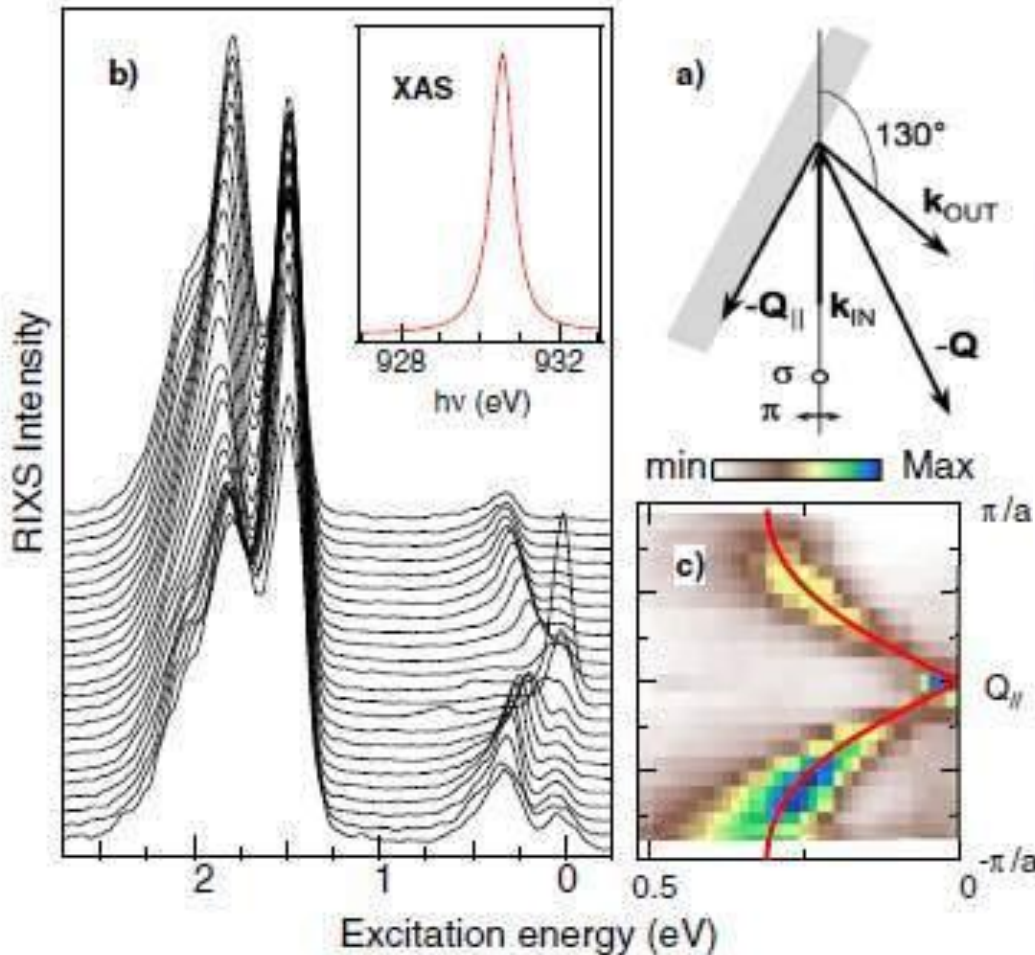 b)
XAS
928
932
hν (eV)
RIXS Intensity
2
1
0
Excitation energy (eV)
a)
130°
k_OUT
-Q_||
k_IN
-Q
σ
π
min
Max
c)
π/a
Q_//
-π/a
0.5
0